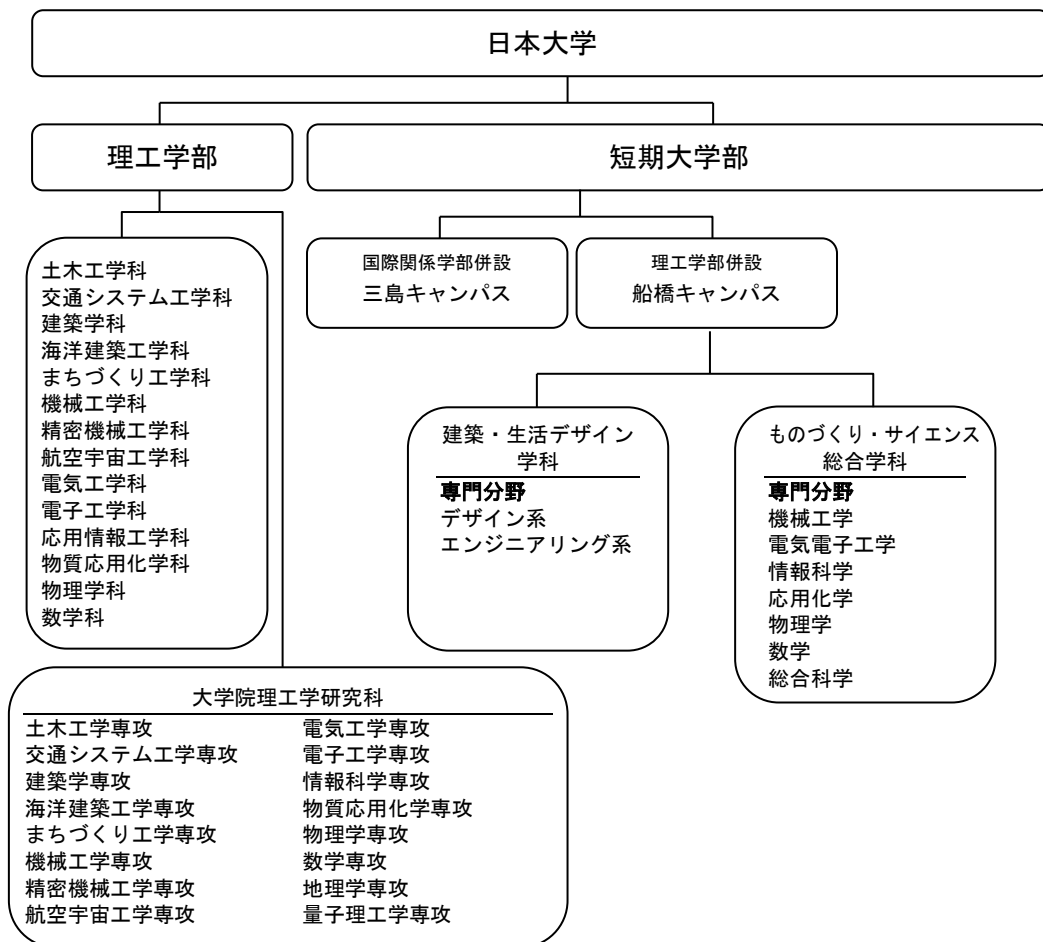 日本大学
理工学部
短期大学部
土木工学科
交通システム工学科
建築学科
海洋建築工学科
まちづくり工学科
機械工学科
精密機械工学科
航空宇宙工学科
電気工学科
電子工学科
応用情報工学科
物質応用化学科
物理学科
数学科
国際関係学部併設
三島キャンパス
理工学部併設
船橋キャンパス
建築・生活デザイン
学科
専門分野
デザイン系
エンジニアリング系
ものづくり・サイエンス
総合学科
専門分野
機械工学
電気電子工学
情報科学
応用化学
物理学
数学
総合科学
大学院理工学研究科
土木工学専攻
交通システム工学専攻
建築学専攻
海洋建築工学専攻
まちづくり工学専攻
機械工学専攻
精密機械工学専攻
航空宇宙工学専攻
電気工学専攻
電子工学専攻
情報科学専攻
物質応用化学専攻
物理学専攻
数学専攻
地理学専攻
量子理工学専攻